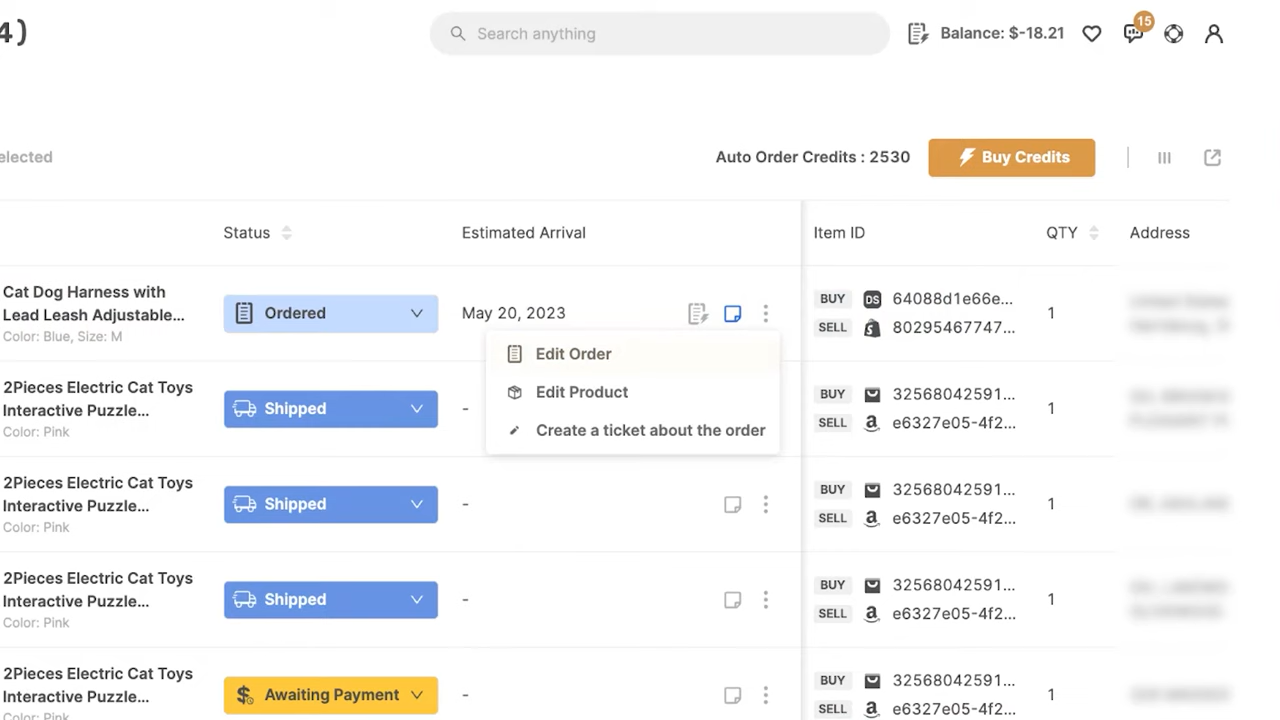 4)
Search anything
Balance: $-18.21
15
elected
Auto Order Credits : 2530
Buy Credits
Status
Estimated Arrival
Item ID
QTY
Address
Cat Dog Harness with
Lead Leash Adjustable...
Color: Blue, Size: M
Ordered
May 20, 2023
BUY DS 64088d1e66e...
SELL 80295467747...
1
Edit Order
Edit Product
Create a ticket about the order
2Pieces Electric Cat Toys
Interactive Puzzle...
Color: Pink
Shipped
-
BUY 32568042591...
SELL e6327e05-4f2...
1
2Pieces Electric Cat Toys
Interactive Puzzle...
Color: Pink
Shipped
-
BUY 32568042591...
SELL e6327e05-4f2...
1
2Pieces Electric Cat Toys
Interactive Puzzle...
Color: Pink
Shipped
-
BUY 32568042591...
SELL e6327e05-4f2...
1
2Pieces Electric Cat Toys
Interactive Puzzle...
Color: Pink
Awaiting Payment
-
BUY 32568042591...
SELL e6327e05-4f2...
1